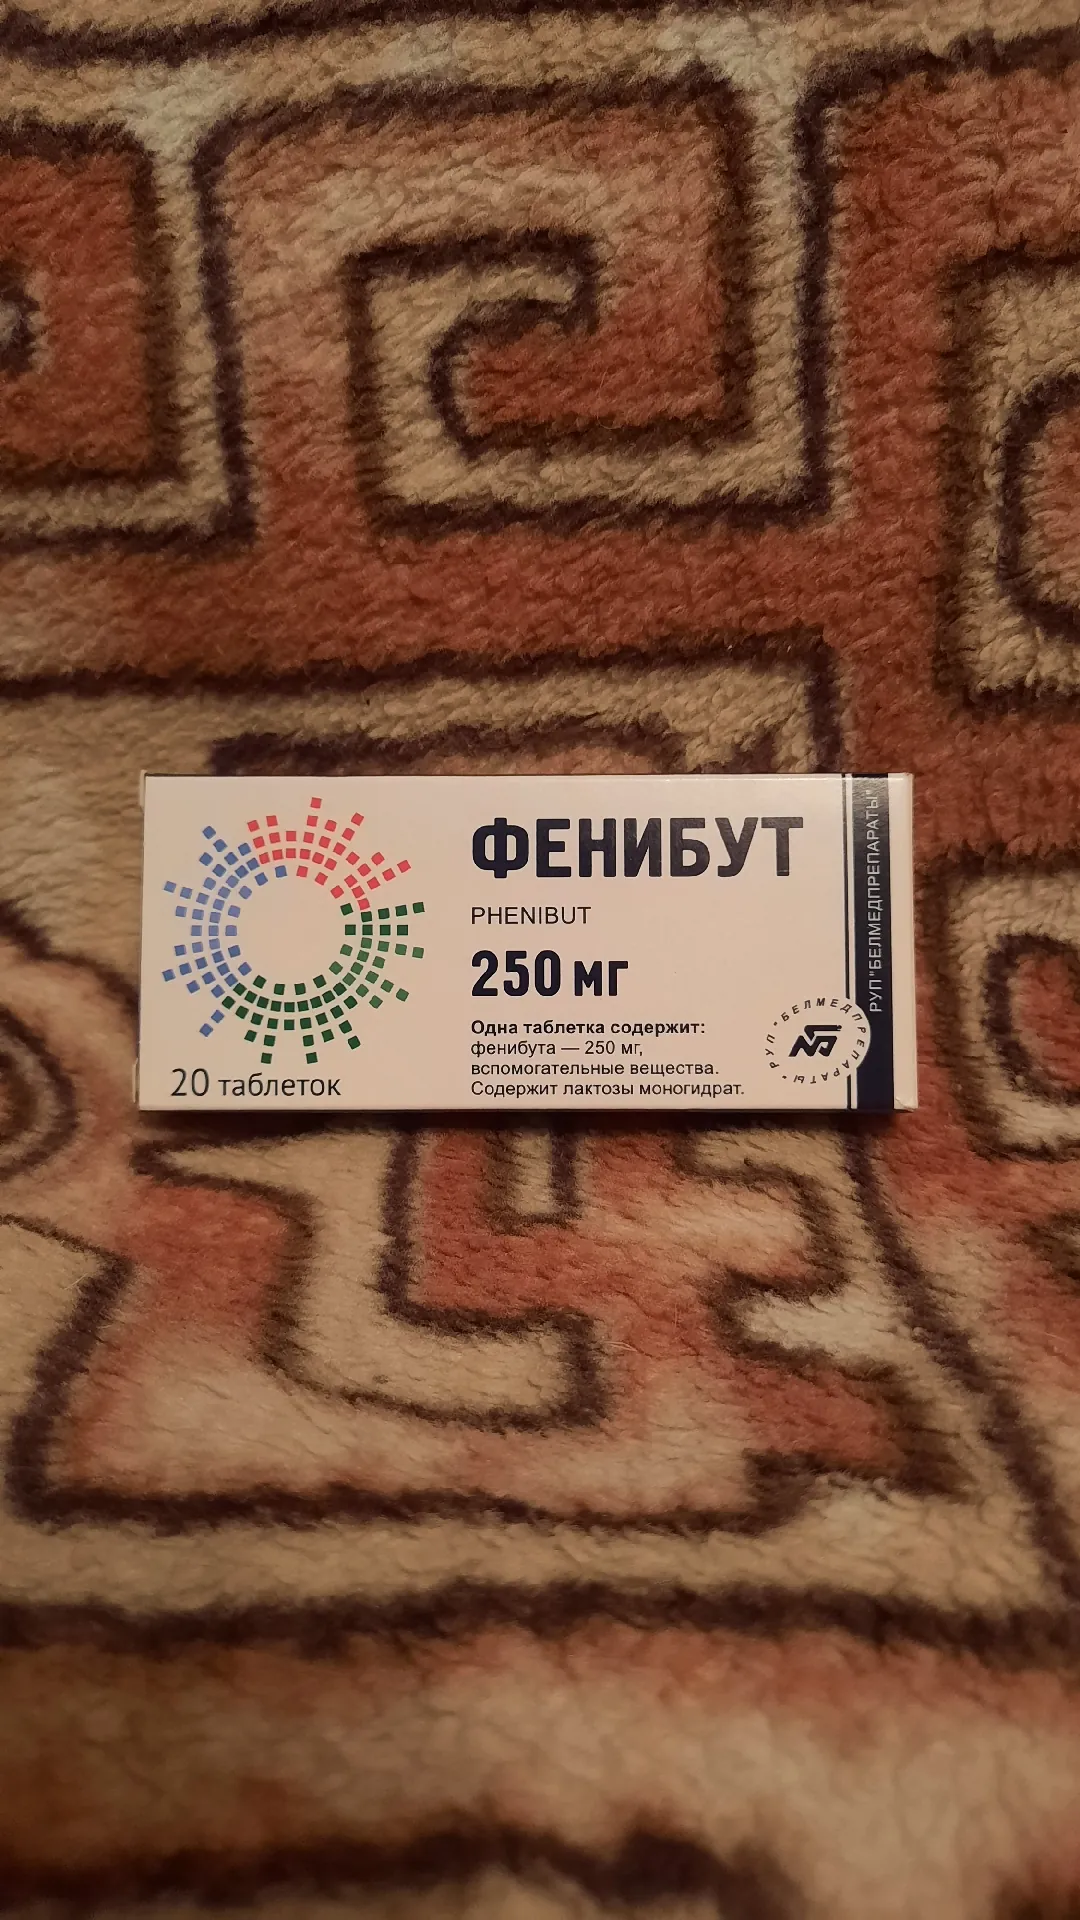 ФЕНИБУТ
PHENIBUT
250 мг
Одна таблетка содержит:
фенибута — 250 мг,
вспомогательные вещества.
Содержит лактозы моногидрат.
20 таблеток
РУП "БЕЛМЕДПРЕПАРАТЫ"
РУП "БЕЛМЕДПРЕПАРАТЫ"